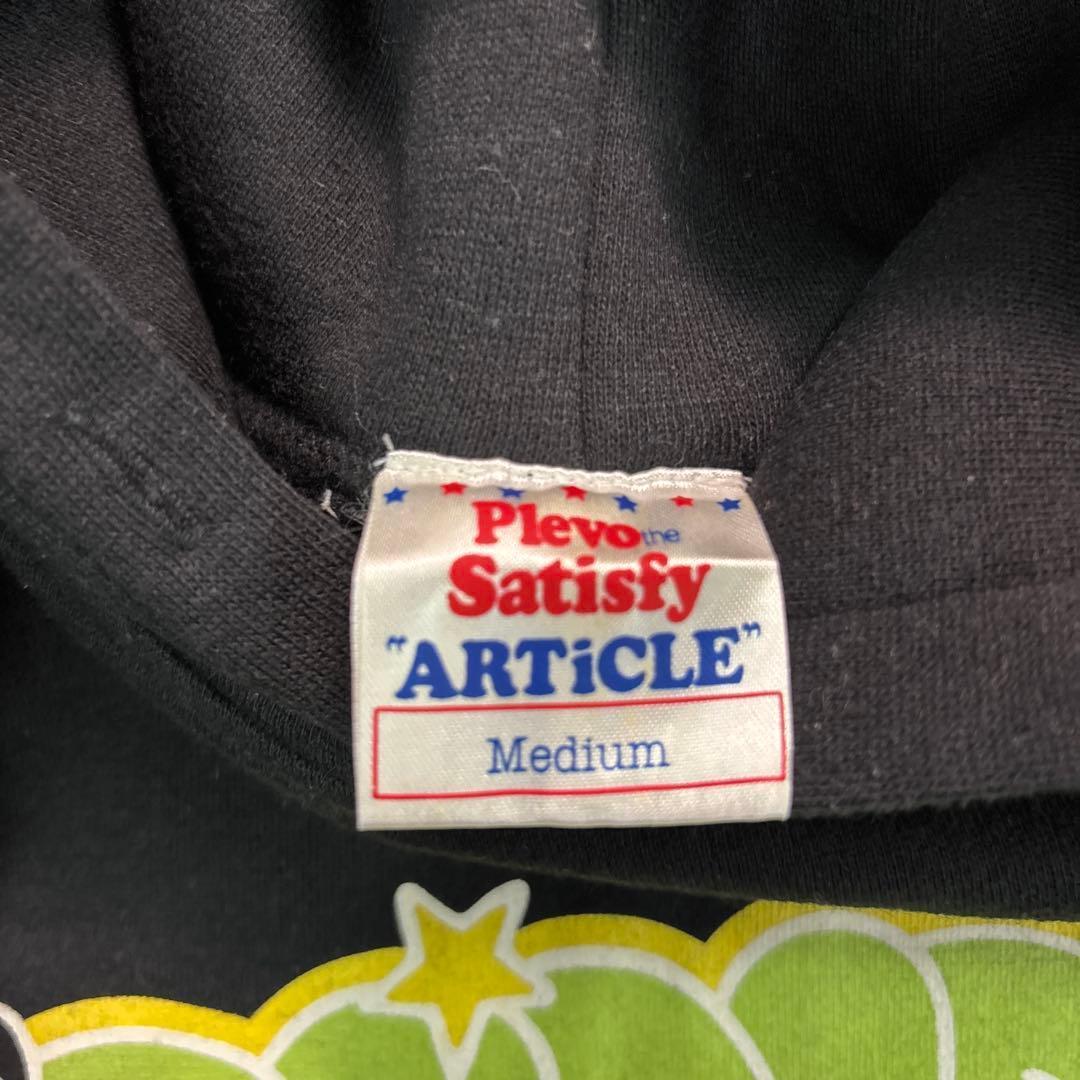 Plevo the
Satisfy
"ARTiCLE"
Medium